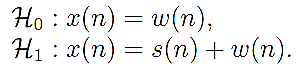 ℋ₀ : x(n) = w(n),
ℋ₁ : x(n) = s(n) + w(n).